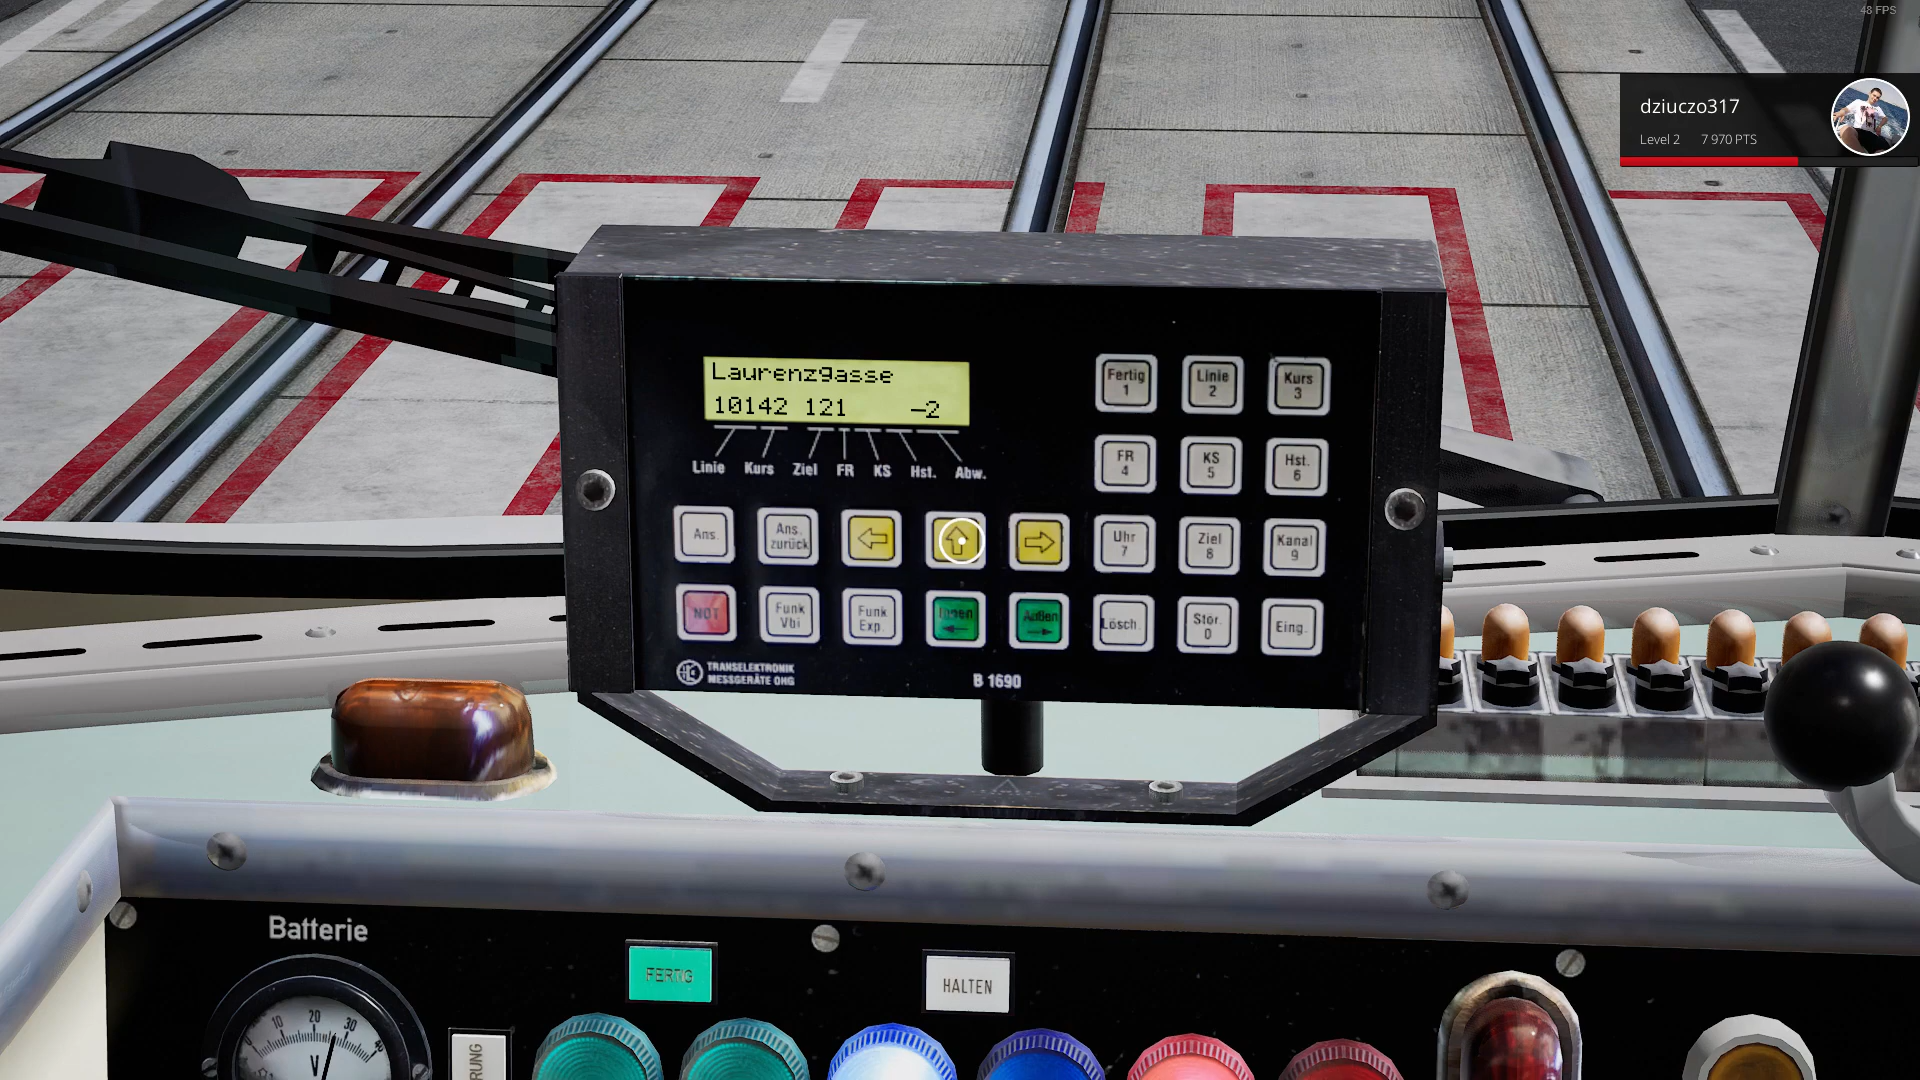 48 FPS
dziuczo317
Level 2 7 970 PTS
Laurenzgasse
10142 121 -2
Linie Kurs Ziel FR KS Hst. Abw.
Fertig 1
Linie 2
Kurs 3
FR 4
KS 5
Hst. 6
Ans.
Ans. zurück
Uhr 7
Ziel 8
Kanal 9
NOT
Funk Vbi
Funk Exp.
Innen
Außen
Lösch.
Stör. 0
Eing.
TRANSELEKTRONIK
MESSGERÄTE OHG
B 1690
Batterie
FERTIG
HALTEN
10 20 30
V